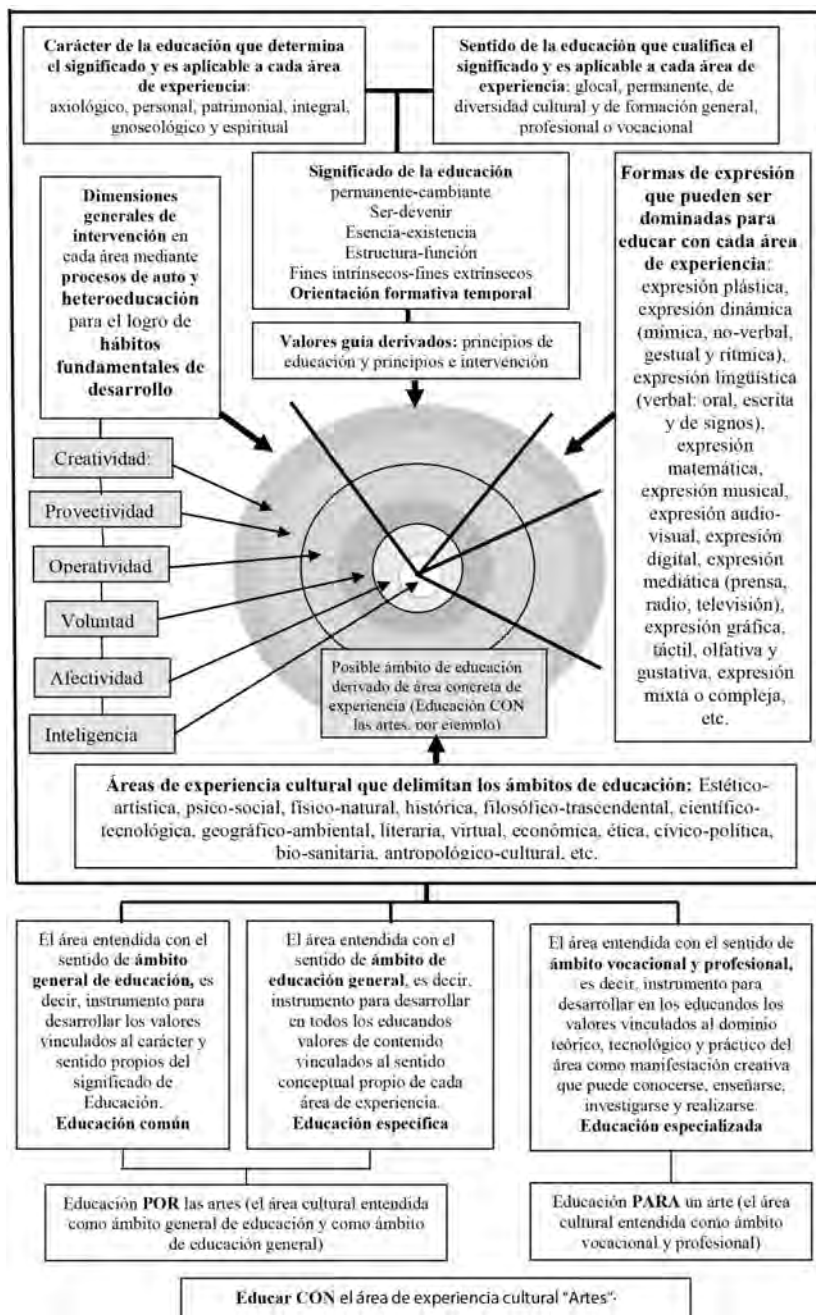 Carácter de la educación que determina
el significado y es aplicable a cada área
de experiencia:
axiológico, personal, patrimonial, integral,
gnoseológico y espiritual
Sentido de la educación que cualifica el
significado y es aplicable a cada área de
experiencia: glocal, permanente, de
diversidad cultural y de formación general,
profesional o vocacional
Dimensiones
generales de
intervención en
cada área mediante
procesos de auto y
heteroeducación
para el logro de
hábitos
fundamentales de
desarrollo
Significado de la educación
permanente-cambiante
Ser-devenir
Esencia-existencia
Estructura-función
Fines intrínsecos-fines extrínsecos
Orientación formativa temporal
Valores guía derivados: principios de
educación y principios e intervención
Formas de expresión
que pueden ser
dominadas para
educar con cada área
de experiencia:
expresión plástica,
expresión dinámica
(mímica, no-verbal,
gestual y rítmica),
expresión lingüística
(verbal: oral, escrita
y de signos),
expresión
matemática,
expresión musical,
expresión audio-
visual, expresión
digital, expresión
mediática (prensa,
radio, televisión),
expresión gráfica,
táctil, olfativa y
gustativa, expresión
mixta o compleja,
etc.
Creatividad:
Proyectividad
Operatividad
Voluntad
Afectividad
Inteligencia
Posible ámbito de educación
derivado de área concreta de
experiencia (Educación CON
las artes, por ejemplo)
Áreas de experiencia cultural que delimitan los ámbitos de educación: Estético-
artística, psico-social, físico-natural, histórica, filosófico-trascendental, científico-
tecnológica, geográfico-ambiental, literaria, virtual, económica, ética, cívico-política,
bio-sanitaria, antropológico-cultural, etc.
El área entendida con el
sentido de ámbito
general de educación, es
decir, instrumento para
desarrollar los valores
vinculados al carácter y
sentido propios del
significado de
Educación.
Educación común
El área entendida con el
sentido de ámbito de
educación general, es decir,
instrumento para desarrollar
en todos los educandos
valores de contenido
vinculados al sentido
conceptual propio de cada
área de experiencia.
Educación específica
El área entendida con el sentido de
ámbito vocacional y profesional,
es decir, instrumento para
desarrollar en los educandos los
valores vinculados al dominio
teórico, tecnológico y práctico del
área como manifestación creativa
que puede conocerse, enseñarse,
investigarse y realizarse
Educación especializada
Educación POR las artes (el área cultural entendida
como ámbito general de educación y como ámbito
de educación general)
Educación PARA un arte (el área
cultural entendida como ámbito
vocacional y profesional)
Educar CON el área de experiencia cultural "Artes".